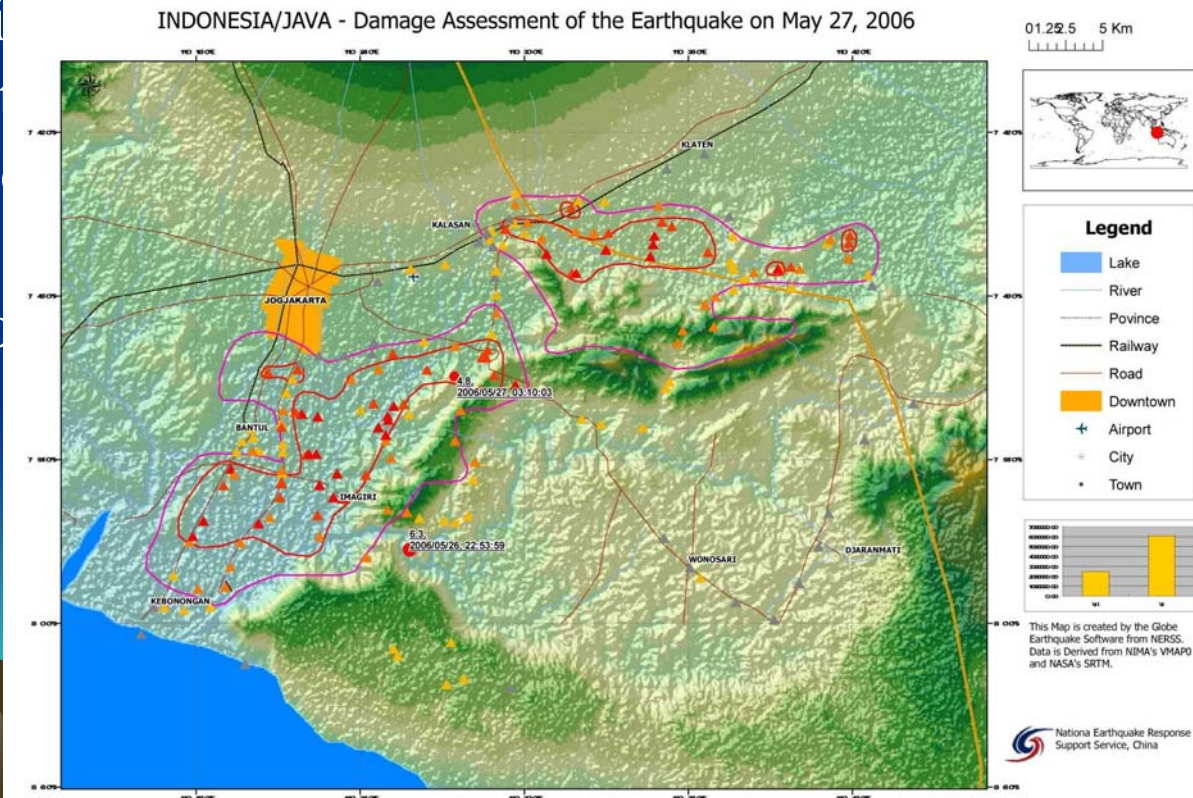 INDONESIA/JAVA - Damage Assessment of the Earthquake on May 27, 2006
01.252.5 5 Km
KLATEN
KALASAN
JOGJAKARTA
4.8,
2006/05/27, 03:10:03
BANTUL
IMAGIRI
6.3,
2006/05/26, 22:53:59
WONOSARI
DJARANMATI
KEBONONGAN
Legend
Lake
River
Povince
Railway
Road
Downtown
Airport
City
Town
This Map is created by the Globe
Earthquake Software from NERSS.
Data is Derived from NIMA's VMAP0
and NASA's SRTM.
Nationa Earthquake Response
Support Service, China